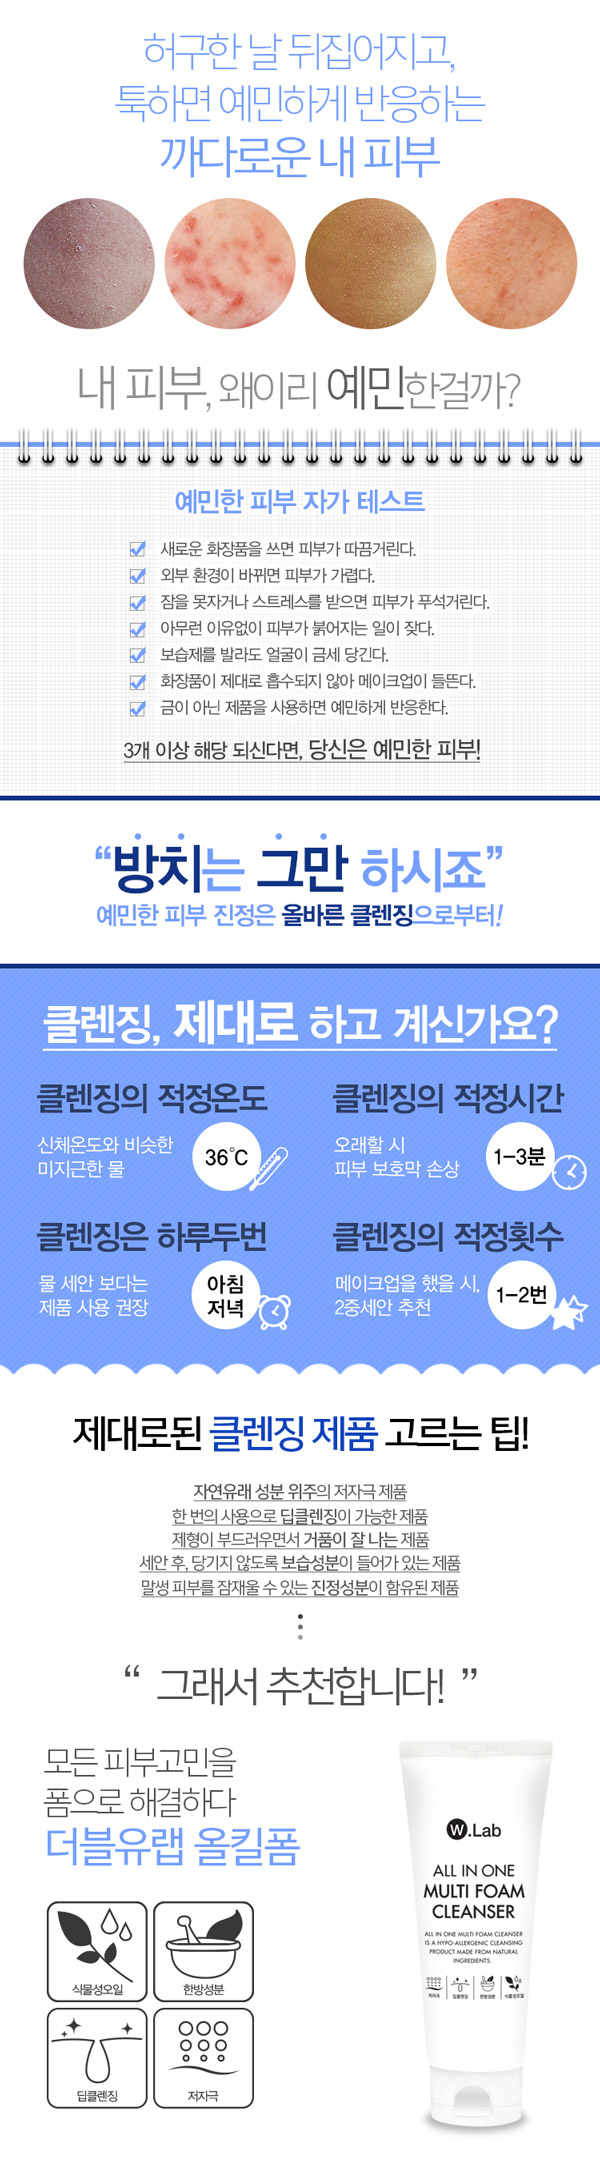 허구한 날 뒤집어지고,
툭하면 예민하게 반응하는
까다로운 내 피부
내 피부, 왜이리 예민한걸까?
예민한 피부 자가 테스트
새로운 화장품을 쓰면 피부가 따끔거린다.
외부 환경이 바뀌면 피부가 가렵다.
잠을 못자거나 스트레스를 받으면 피부가 푸석거린다.
아무런 이유없이 피부가 붉어지는 일이 잦다.
보습제를 발라도 얼굴이 금세 당긴다.
화장품이 제대로 흡수되지 않아 메이크업이 들뜬다.
금이 아닌 제품을 사용하면 예민하게 반응한다.
3개 이상 해당 되신다면, 당신은 예민한 피부!
“방치는 그만 하시죠”
예민한 피부 진정은 올바른 클렌징으로부터!
클렌징, 제대로 하고 계신가요?
클렌징의 적정온도
신체온도와 비슷한
미지근한 물
36℃
클렌징의 적정시간
오래할 시
피부 보호막 손상
1-3분
클렌징은 하루두번
물 세안 보다는
제품 사용 권장
아침
저녁
클렌징의 적정횟수
메이크업을 했을 시,
2중세안 추천
1-2번
제대로된 클렌징 제품 고르는 팁!
자연유래 성분 위주의 저자극 제품
한 번의 사용으로 딥클렌징이 가능한 제품
제형이 부드러우면서 거품이 잘 나는 제품
세안 후, 당기지 않도록 보습성분이 들어가 있는 제품
말썽 피부를 잠재울 수 있는 진정성분이 함유된 제품
“ 그래서 추천합니다! ”
모든 피부고민을
폼으로 해결하다
더블유랩 올킬폼
식물성오일
한방성분
딥클렌징
저자극
W.Lab
ALL IN ONE
MULTI FOAM
CLEANSER
ALL IN ONE MULTI FOAM CLEANSER
IS A HYPO-ALLERGENIC CLEANSING
PRODUCT MADE FROM NATURAL
INGREDIENTS.
저자극 딥클렌징 한방성분 식물성오일